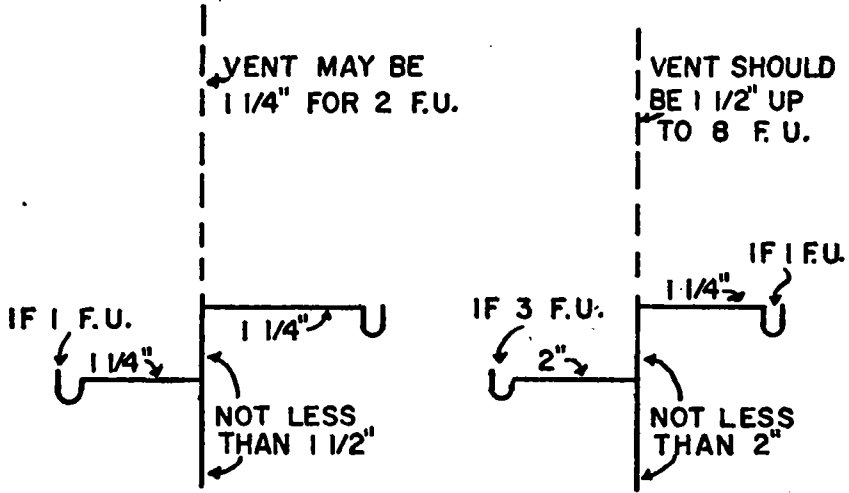 VENT MAY BE
1 1/4" FOR 2 F.U.
IF 1 F.U.
1 1/4"
1 1/4"
NOT LESS
THAN 1 1/2"
VENT SHOULD
BE 1 1/2" UP
TO 8 F.U.
IF 1 F.U.
1 1/4"
IF 3 F.U.
2"
NOT LESS
THAN 2"